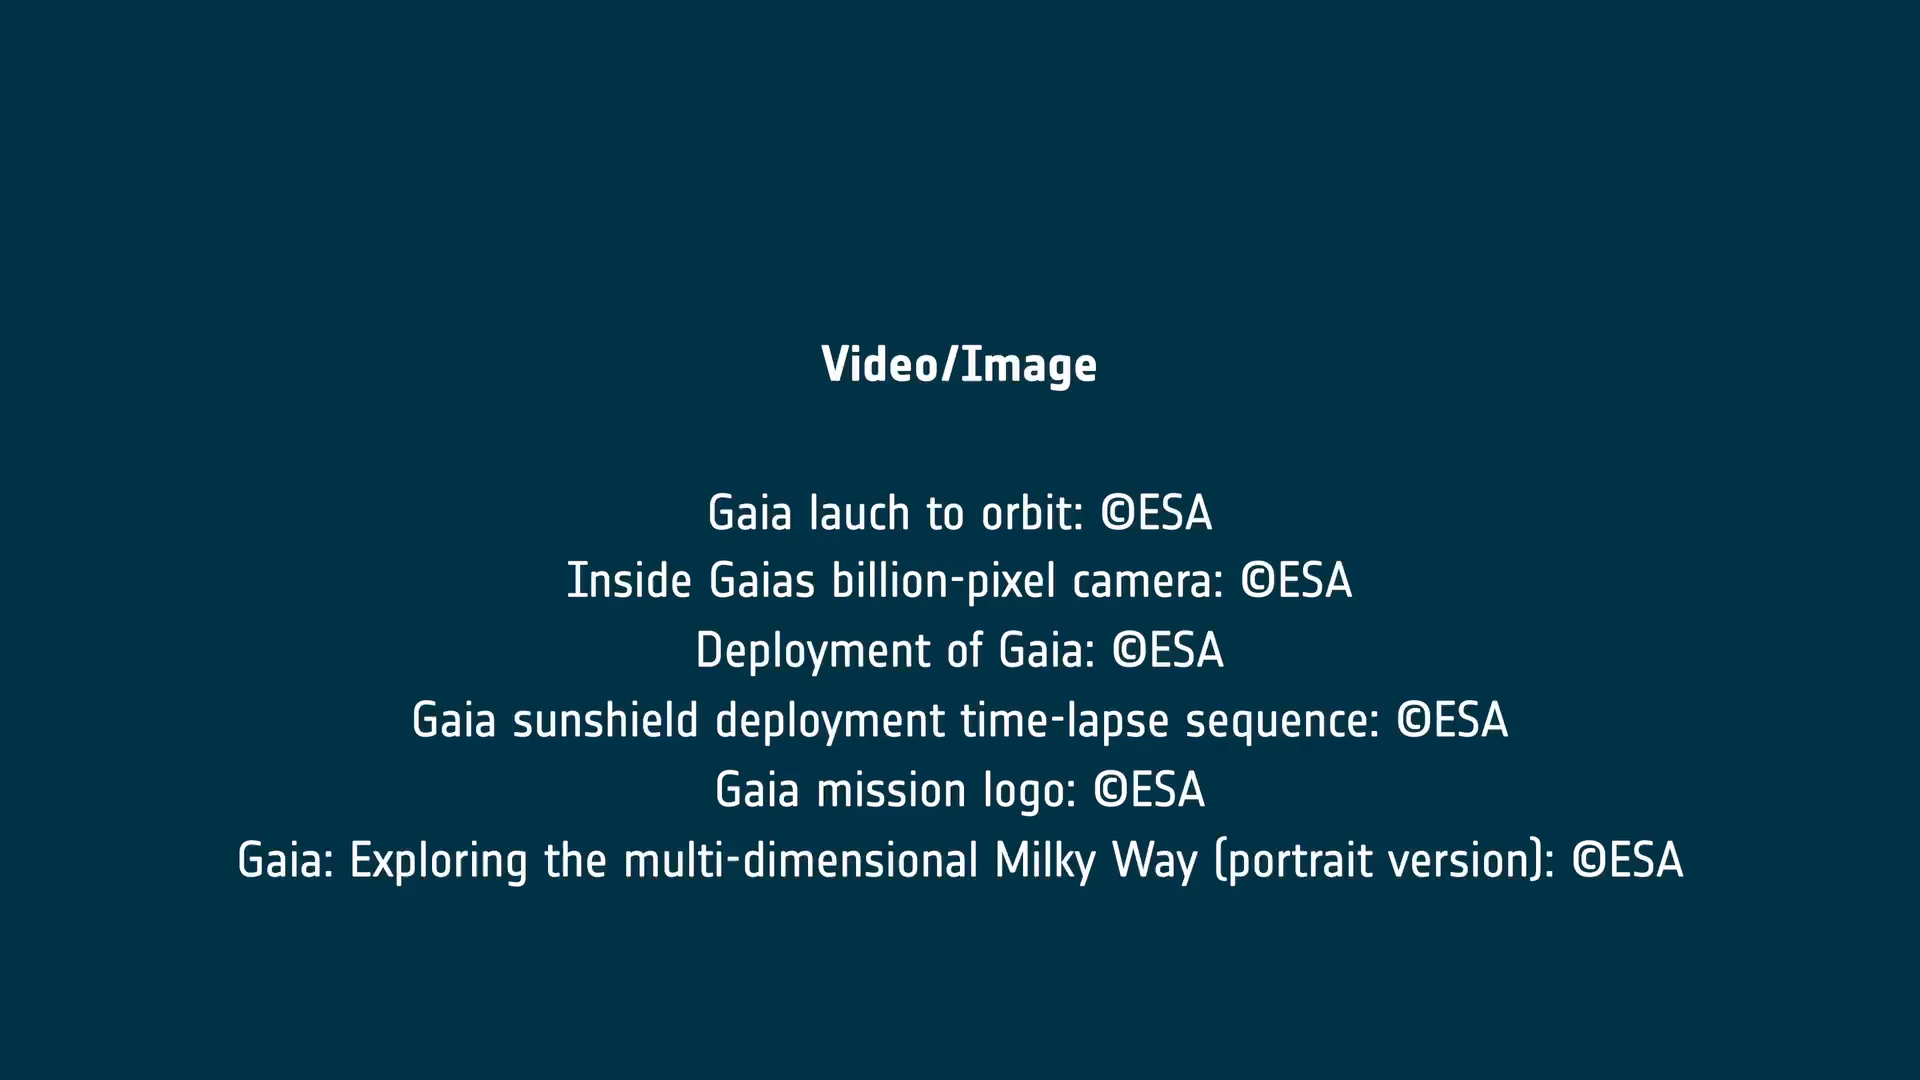 Video/Image
Gaia lauch to orbit: ©ESA
Inside Gaias billion-pixel camera: ©ESA
Deployment of Gaia: ©ESA
Gaia sunshield deployment time-lapse sequence: ©ESA
Gaia mission logo: ©ESA
Gaia: Exploring the multi-dimensional Milky Way (portrait version): ©ESA